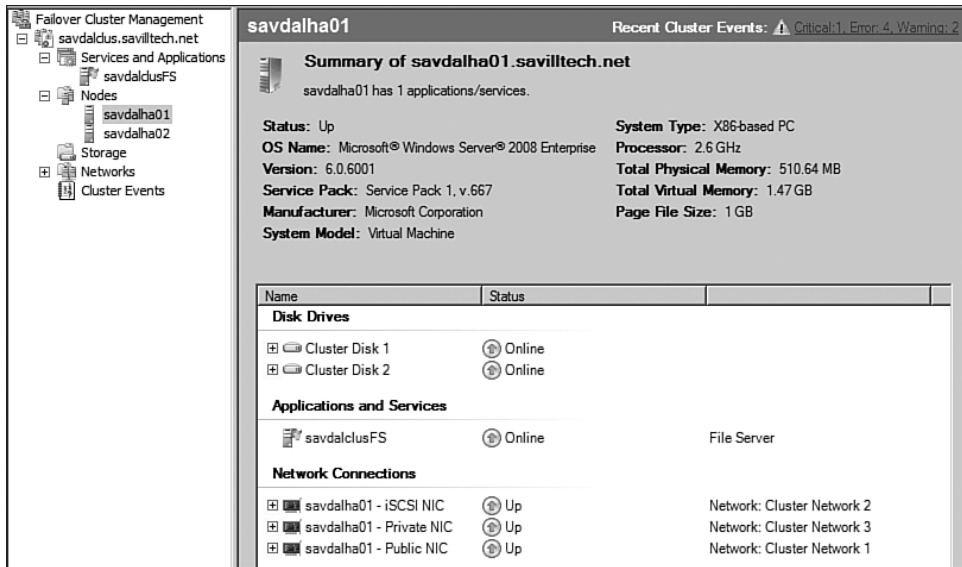 Failover Cluster Management
savdalclus.savilltech.net
Services and Applications
savdalclusFS
Nodes
savdalha01
savdalha02
Storage
Networks
Cluster Events
savdalha01
Recent Cluster Events: Critical:1, Error: 4, Warning: 2
Summary of savdalha01.savilltech.net
savdalha01 has 1 applications/services.
Status: Up
OS Name: Microsoft® Windows Server® 2008 Enterprise
Version: 6.0.6001
Service Pack: Service Pack 1, v.667
Manufacturer: Microsoft Corporation
System Model: Virtual Machine
System Type: X86-based PC
Processor: 2.6 GHz
Total Physical Memory: 510.64 MB
Total Virtual Memory: 1.47 GB
Page File Size: 1 GB
Name Status
Disk Drives
Cluster Disk 1 Online
Cluster Disk 2 Online
Applications and Services
savdalclusFS Online File Server
Network Connections
savdalha01 - iSCSI NIC Up Network: Cluster Network 2
savdalha01 - Private NIC Up Network: Cluster Network 3
savdalha01 - Public NIC Up Network: Cluster Network 1